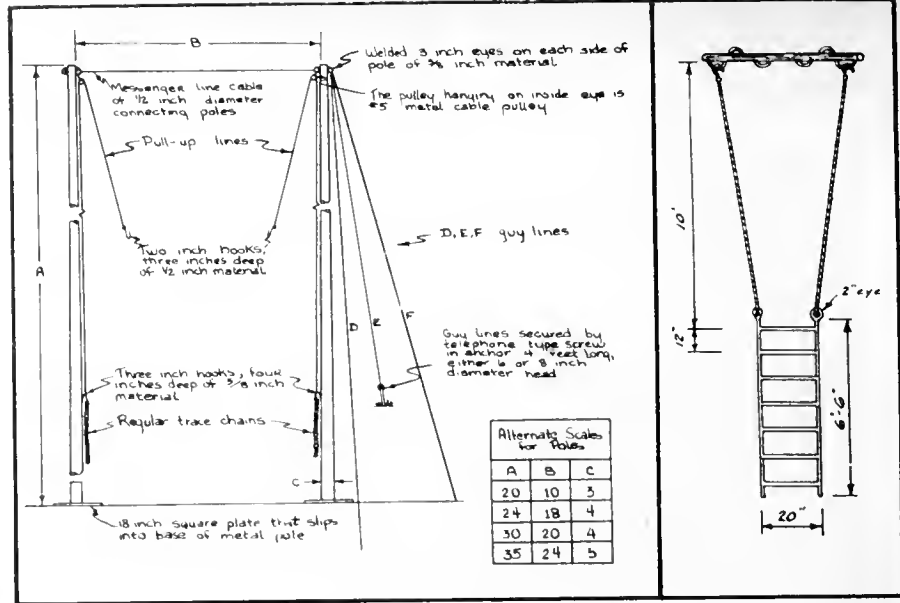 B
Welded 3 inch eyes on each side of
pole of 3/8 inch material
The pulley hanging on inside eye is
#5 metal cable pulley
Messenger line cable
of 1/2 inch diameter
connecting poles
Pull-up lines
Two inch hooks,
three inches deep
of 1/2 inch material
A
D, E, F guy lines
D
E
F
Guy lines secured by
telephone type screw
in anchor 4 feet long,
either 6 or 8 inch
diameter head
Three inch hooks, four
inches deep of 3/8 inch
material
Regular trace chains
C
18 inch square plate that slips
into base of metal pole
Alternate Scales
for Poles
A B C
20 10 3
24 18 4
30 20 4
35 24 5
10'
2" eye
12"
6'-6"
20"